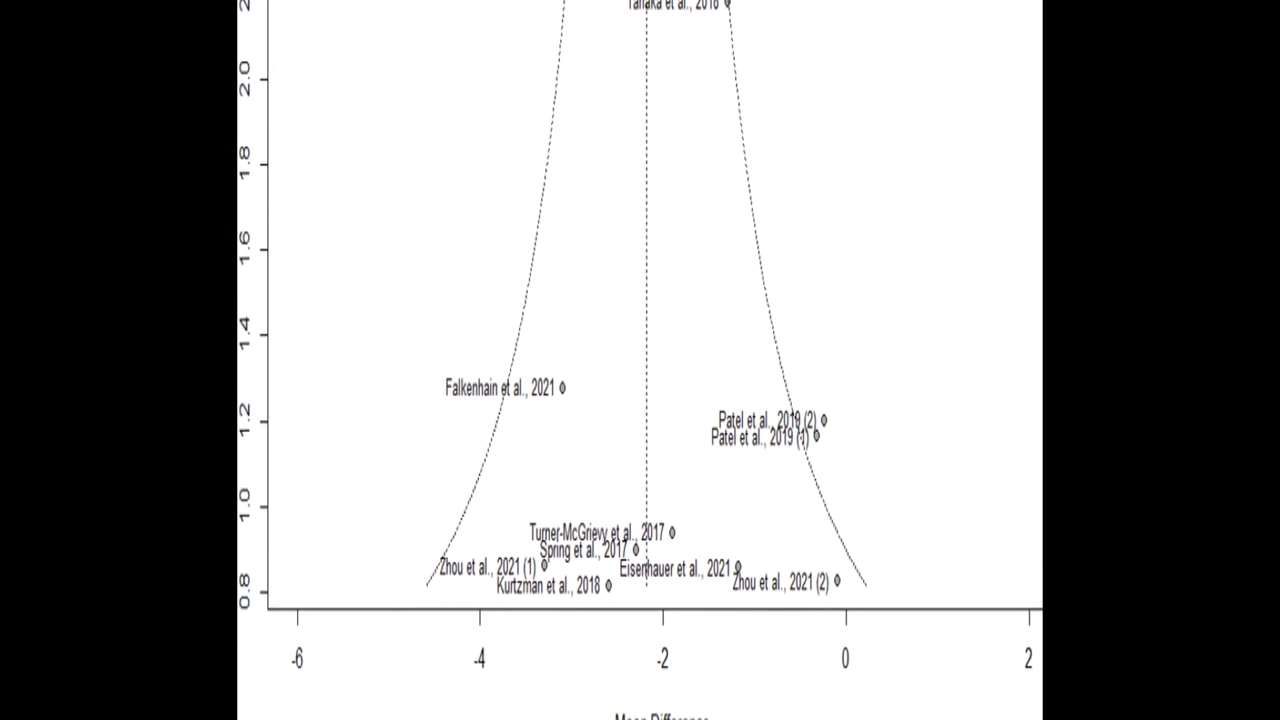 Tanaka et al., 2018
2.0
1.8
1.6
1.4
Falkenhain et al., 2021
1.2
Patel et al., 2019 (2)
Patel et al., 2019 (1)
1.0
Turner-McGrievy et al., 2017
Spring et al., 2017
Zhou et al., 2021 (1)
Eisenhauer et al., 2021
Zhou et al., 2021 (2)
Kurtzman et al., 2018
0.8
-6 -4 -2 0 2
Mean Difference